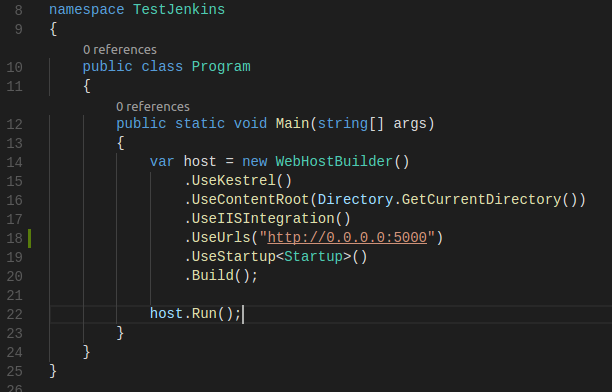 8 namespace TestJenkins
9 {
0 references
10 public class Program
11 {
0 references
12 public static void Main(string[] args)
13 {
14 var host = new WebHostBuilder()
15 .UseKestrel()
16 .UseContentRoot(Directory.GetCurrentDirectory())
17 .UseIISIntegration()
18 .UseUrls("http://0.0.0.0:5000")
19 .UseStartup<Startup>()
20 .Build();
21
22 host.Run();
23 }
24 }
25 }
26